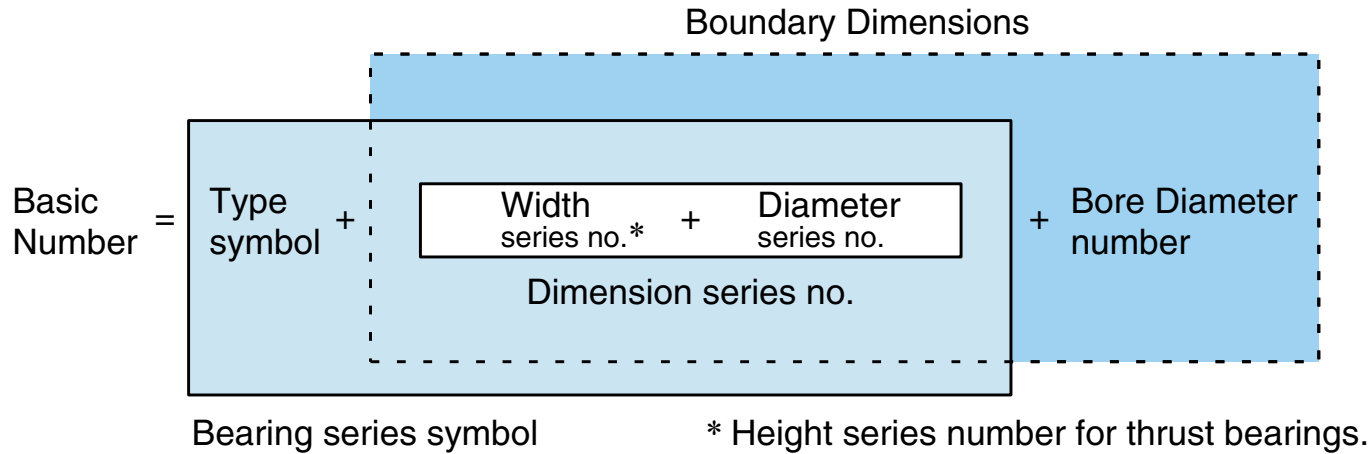 Boundary Dimensions
Basic Number = Type symbol + Width series no.* + Diameter series no. + Bore Diameter number
Dimension series no.
Bearing series symbol
* Height series number for thrust bearings.